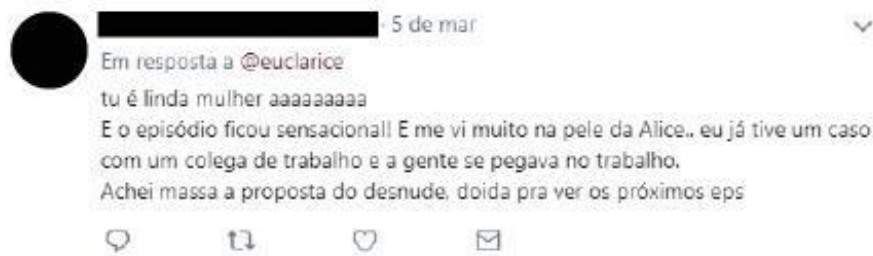 · 5 de mar
Em resposta a @euclarice
tu é linda mulher aaaaaaaaa
E o episódio ficou sensacional! E me vi muito na pele da Alice.. eu já tive um caso
com um colega de trabalho e a gente se pegava no trabalho.
Achei massa a proposta do desnude, doida pra ver os próximos eps